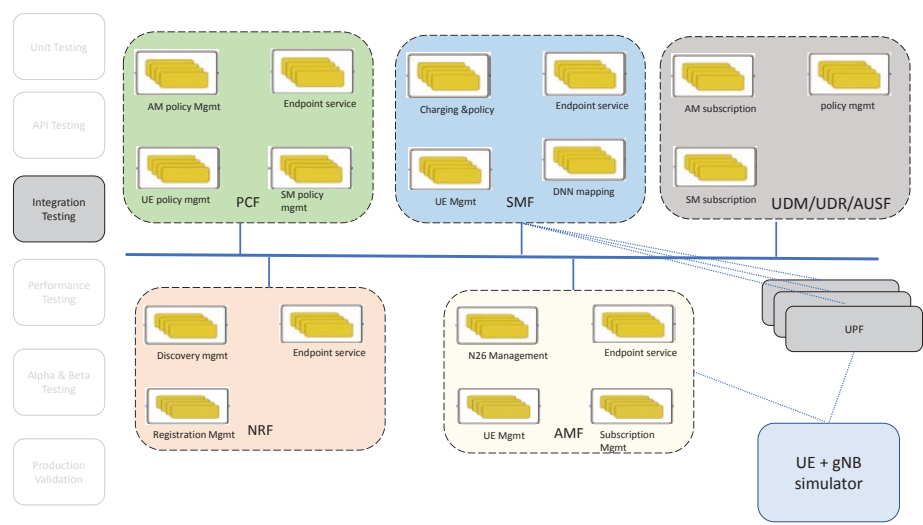 Unit Testing
API Testing
Integration
Testing
Performance
Testing
Alpha & Beta
Testing
Production
Validation
AM policy Mgmt
Endpoint service
UE policy mgmt
PCF
SM policy
mgmt
Charging &policy
Endpoint service
UE Mgmt
SMF
DNN mapping
AM subscription
policy mgmt
SM subscription
UDM/UDR/AUSF
Discovery mgmt
Endpoint service
Registration Mgmt
NRF
N26 Management
Endpoint service
UE Mgmt
AMF
Subscription
Mgmt
UPF
UE + gNB
simulator